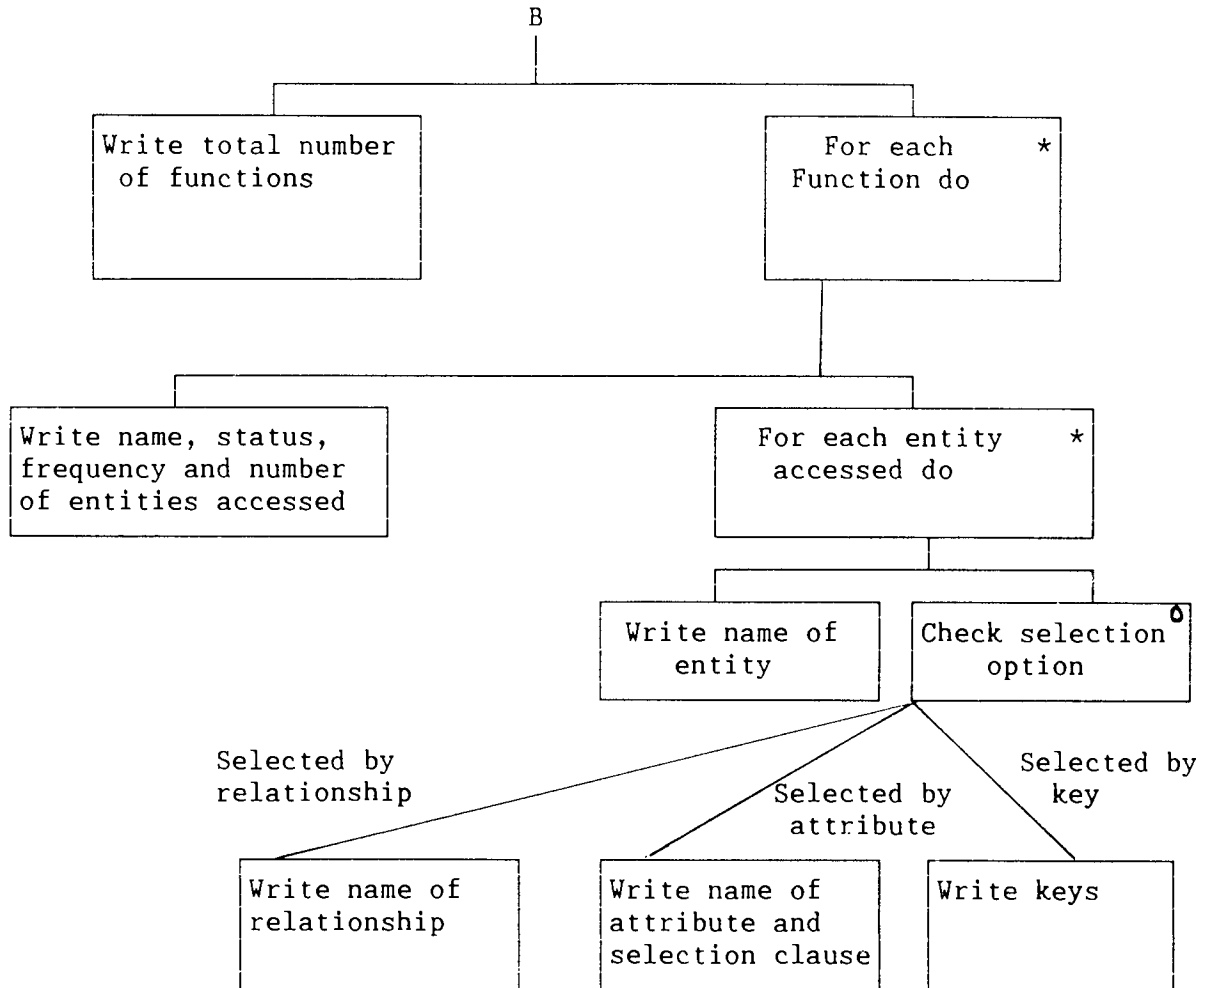 B
Write total number
of functions
For each *
Function do
Write name, status,
frequency and number
of entities accessed
For each entity *
accessed do
Write name of
entity
Check selection o
option
Selected by
relationship
Selected by
attribute
Selected by
key
Write name of
relationship
Write name of
attribute and
selection clause
Write keys